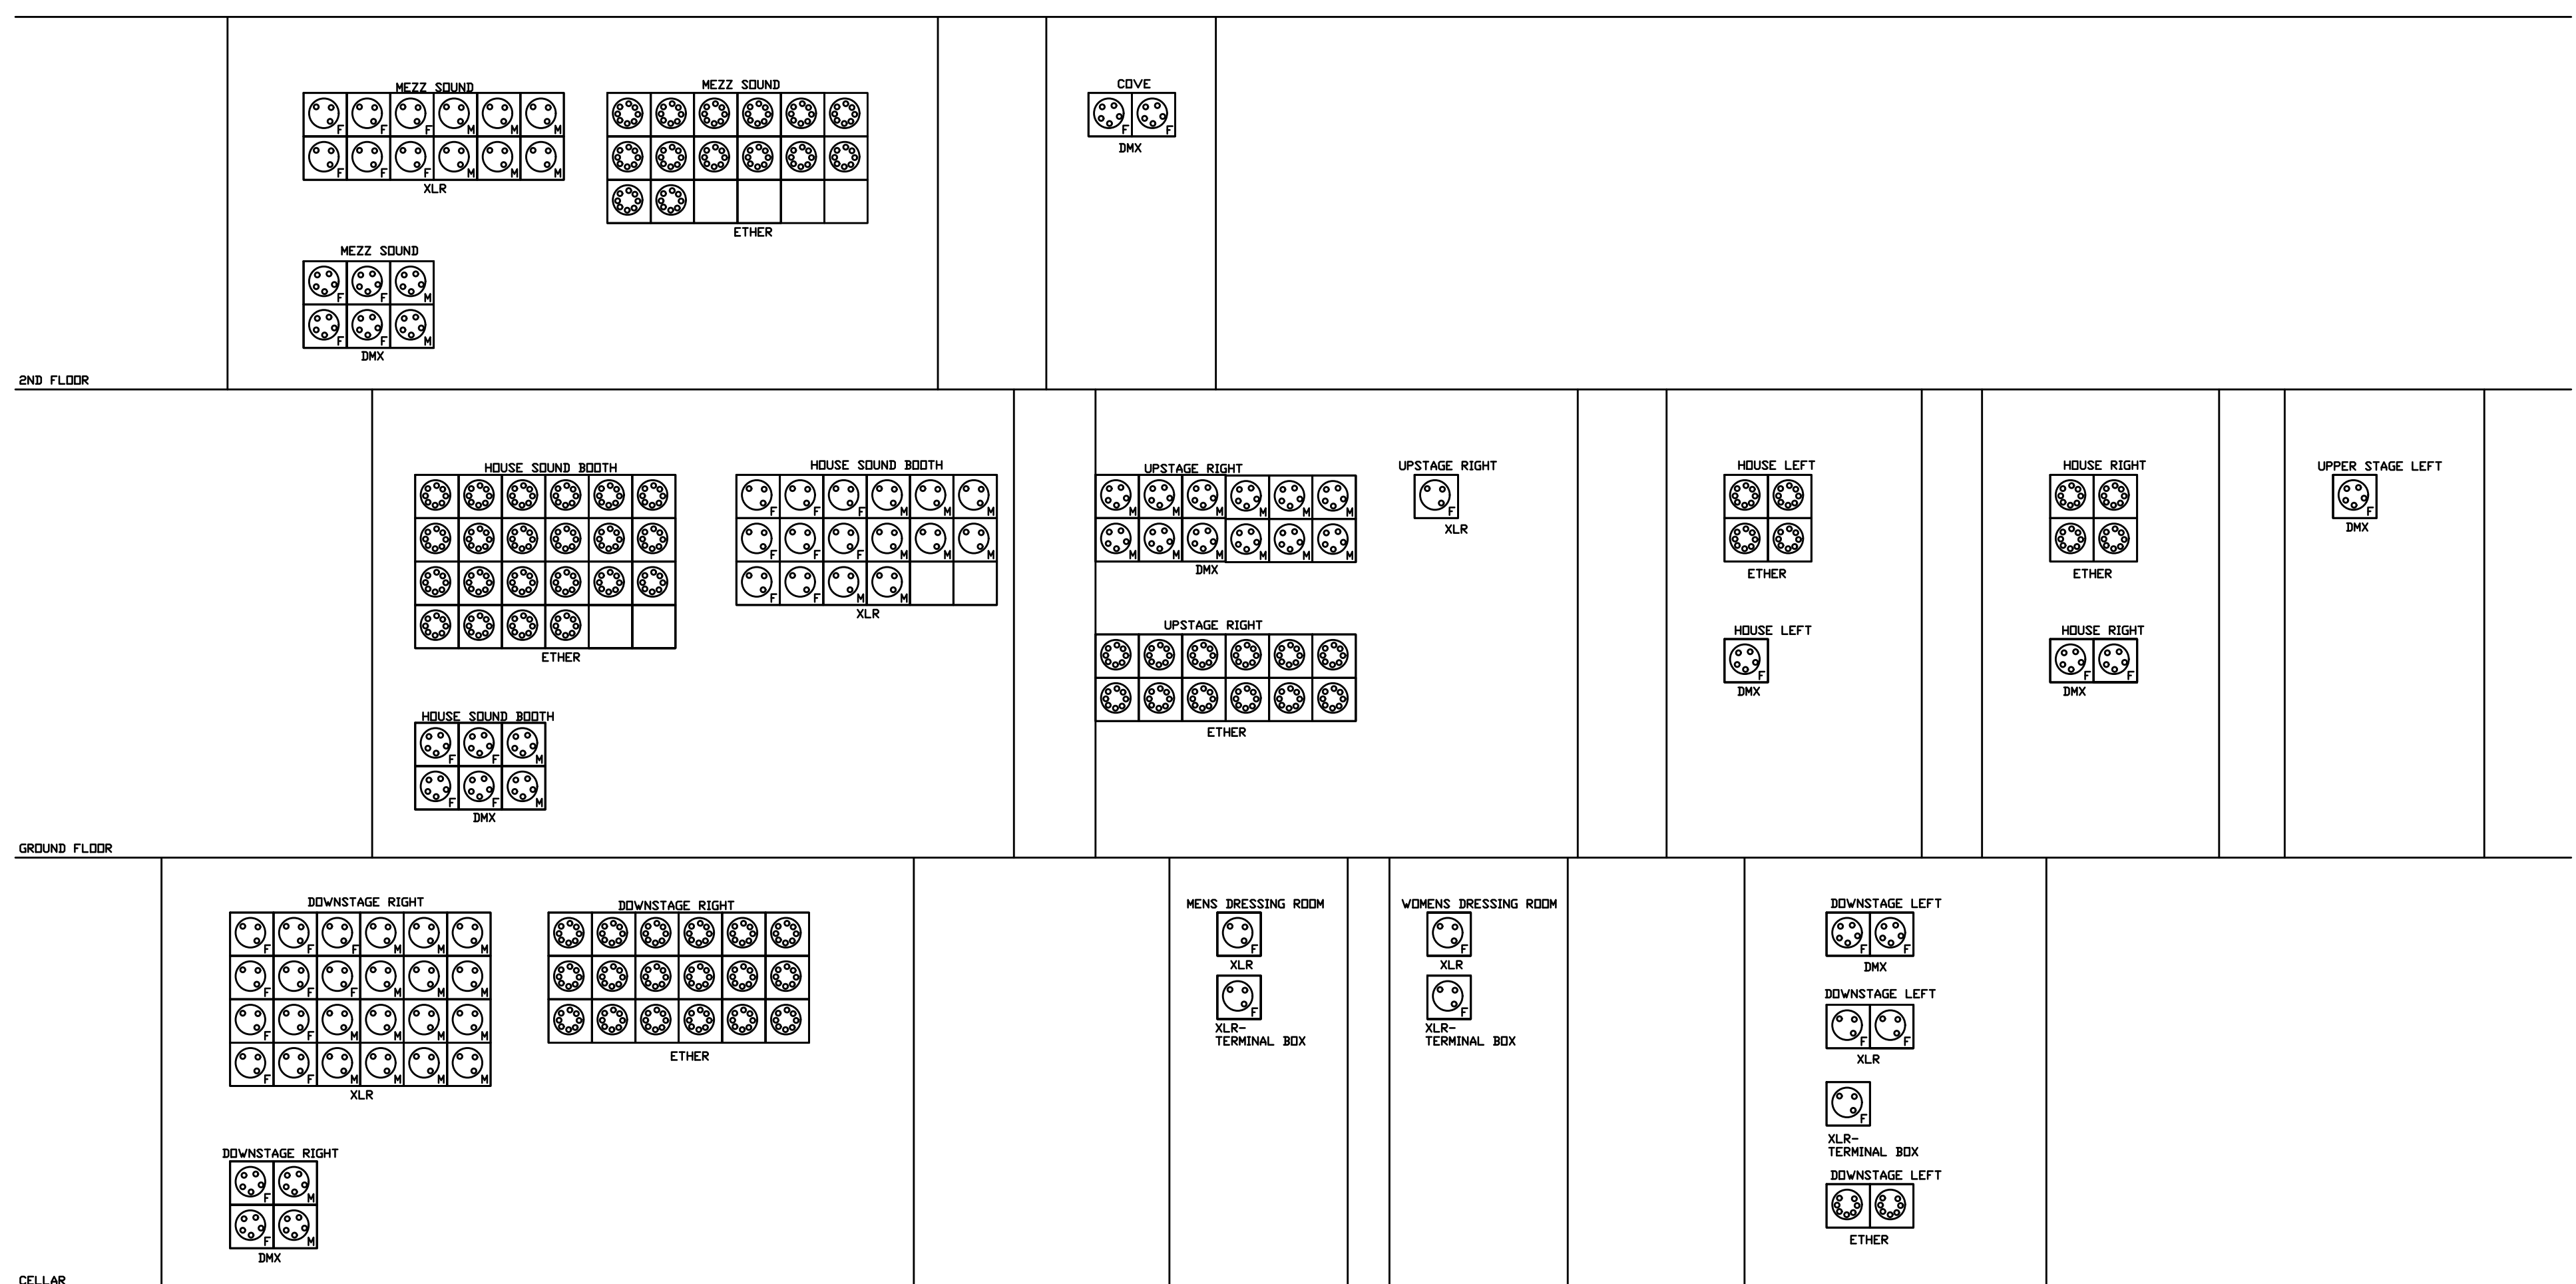 MEZZ SOUND
F F F M M M
F F F M M M
XLR
MEZZ SOUND
ETHER
COVE
F F
DMX
MEZZ SOUND
F F M
F F M
DMX
2ND FLOOR
HOUSE SOUND BOOTH
ETHER
HOUSE SOUND BOOTH
F F F M M M
F F F M M M
F F M M
XLR
UPSTAGE RIGHT
M M M M M M
M M M M M M
DMX
UPSTAGE RIGHT
F
XLR
HOUSE LEFT
ETHER
HOUSE RIGHT
ETHER
UPPER STAGE LEFT
F
DMX
UPSTAGE RIGHT
ETHER
HOUSE LEFT
F
DMX
HOUSE RIGHT
F F
DMX
HOUSE SOUND BOOTH
F F M
F F M
DMX
GROUND FLOOR
DOWNSTAGE RIGHT
F F F M M M
F F F M M M
F F M M M M
F F M M M M
XLR
DOWNSTAGE RIGHT
ETHER
MENS DRESSING ROOM
F
XLR
F
XLR-
TERMINAL BOX
WOMENS DRESSING ROOM
F
XLR
F
XLR-
TERMINAL BOX
DOWNSTAGE LEFT
F F
DMX
DOWNSTAGE LEFT
F F
XLR
F
XLR-
TERMINAL BOX
DOWNSTAGE LEFT
ETHER
DOWNSTAGE RIGHT
F M
F M
DMX
CELLAR